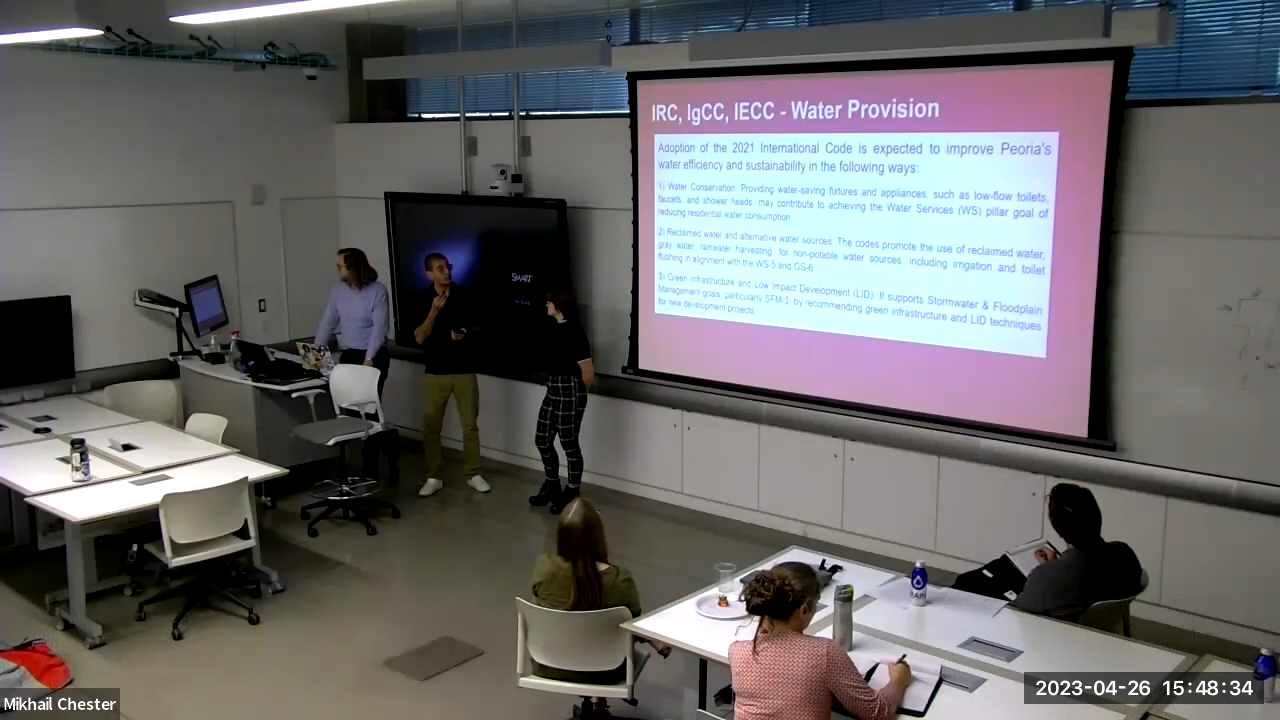 IRC, IgCC, IECC - Water Provision
Adoption of the 2021 International Code is expected to improve Peoria's
water efficiency and sustainability in the following ways:
1) Water Conservation: Providing water-saving fixtures and appliances, such as low-flow toilets,
faucets, and shower heads, may contribute to achieving the Water Services (WS) pillar goal of
reducing residential water consumption.
2) Reclaimed water and alternative water sources: The codes promote the use of reclaimed water,
gray water, rainwater harvesting, for non-potable water sources, including irrigation and toilet
flushing in alignment with the WS-5 and GS-6.
3) Green infrastructure and Low Impact Development (LID): It supports Stormwater & Floodplain
Management goals, particularly SFM-3, by recommending green infrastructure and LID techniques
for new development projects.
SMART
Mikhail Chester
2023-04-26 15:48:34